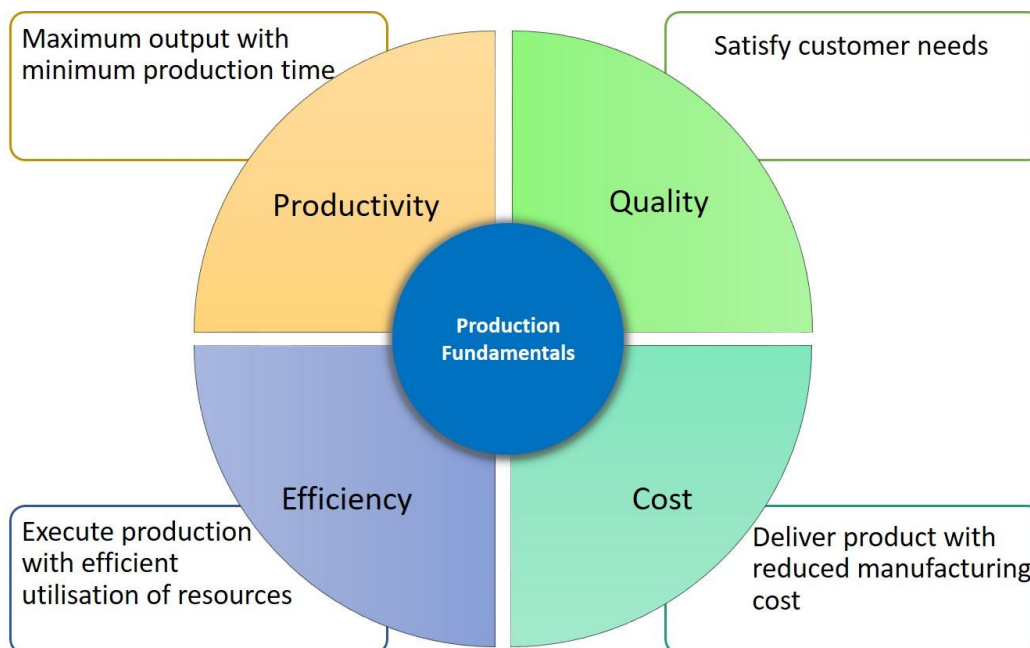 Maximum output with
minimum production time
Satisfy customer needs
Productivity
Quality
Production
Fundamentals
Efficiency
Cost
Execute production
with efficient
utilisation of resources
Deliver product with
reduced manufacturing
cost